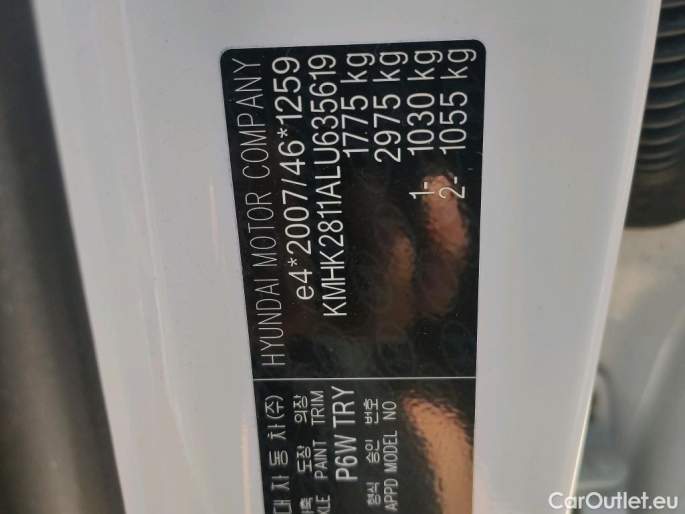 HYUNDAI MOTOR COMPANY
e4*2007/46*1259
KMHK2811ALU635619
1775 kg
2975 kg
1- 1030 kg
2- 1055 kg
대 자 동 차 (주)
도장 의장
PAINT TRIM
P6W TRY
형식 승인 번호
APPD MODEL NO
CarOutlet.eu